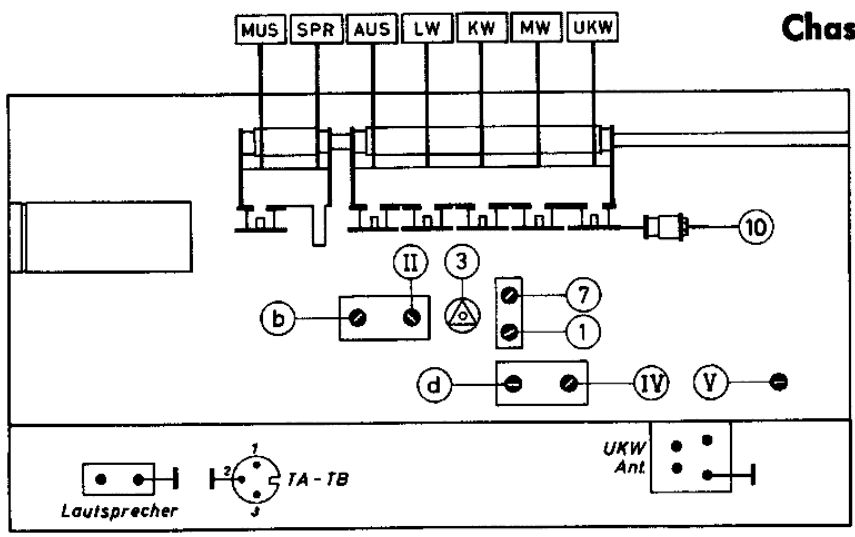 Chas
MUS SPR AUS LW KW MW UKW
10
II 3
b 7
1
d IV V
UKW
Ant.
1
2 TA-TB
3
Lautsprecher